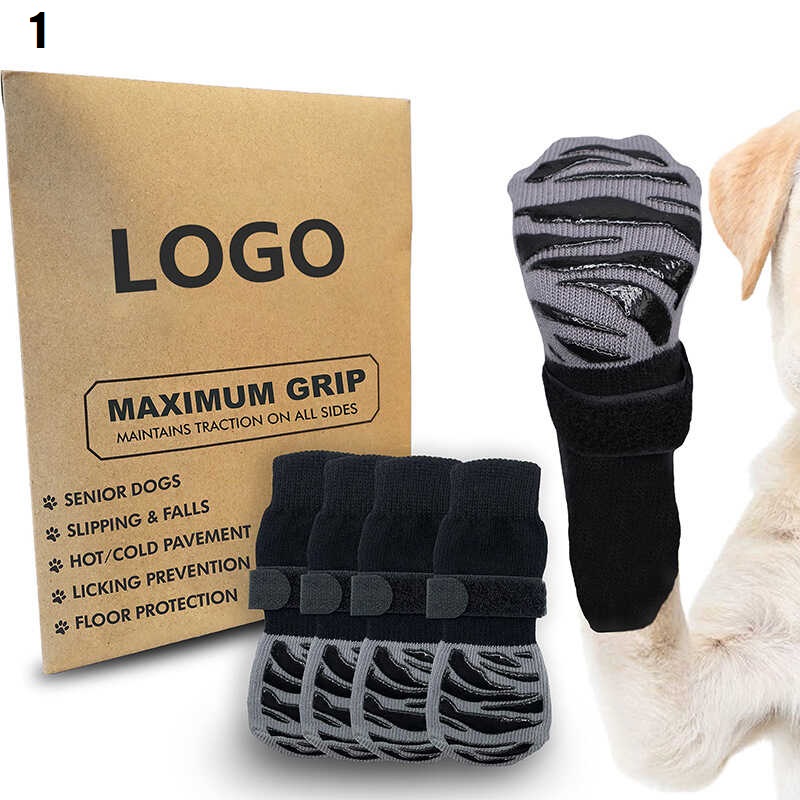 1
LOGO
MAXIMUM GRIP
MAINTAINS TRACTION ON ALL SIDES
SENIOR DOGS
SLIPPING & FALLS
HOT/COLD PAVEMENT
LICKING PREVENTION
FLOOR PROTECTION